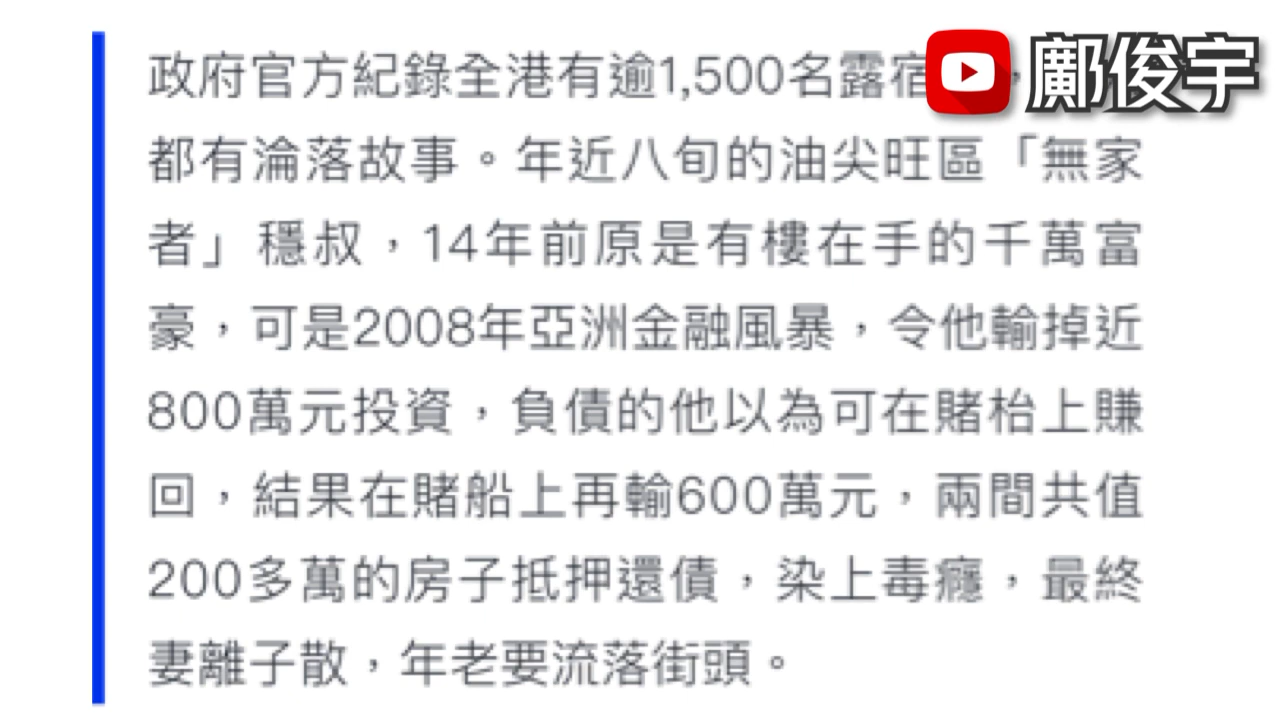 政府官方紀錄全港有逾1,500名露宿
鄺俊宇
都有淪落故事。年近八旬的油尖旺區「無家
者」穩叔，14年前原是有樓在手的千萬富
豪，可是2008年亞洲金融風暴，令他輸掉近
800萬元投資，負債的他以為可在賭枱上賺
回，結果在賭船上再輸600萬元，兩間共值
200多萬的房子抵押還債，染上毒癮，最終
妻離子散，年老要流落街頭。